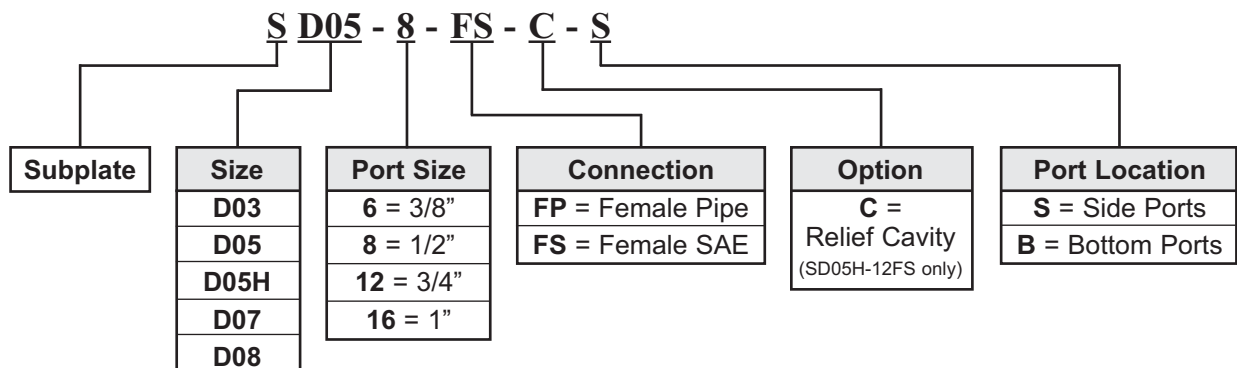 S D05 - 8 - FS - C - S
Subplate
Size
D03
D05
D05H
D07
D08
Port Size
6 = 3/8”
8 = 1/2”
12 = 3/4”
16 = 1”
Connection
FP = Female Pipe
FS = Female SAE
Option
C =
Relief Cavity
(SD05H-12FS only)
Port Location
S = Side Ports
B = Bottom Ports